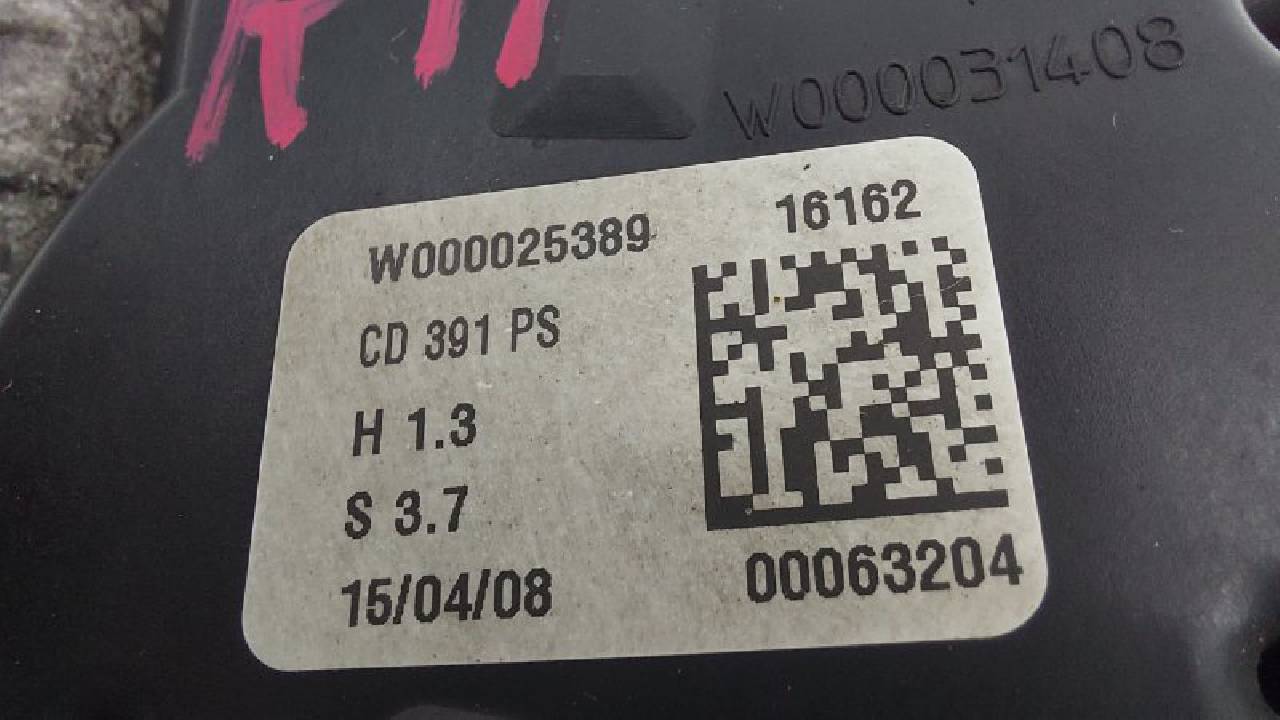 W000031408
W000025389
16162
CD 391 PS
H 1.3
S 3.7
15/04/08
00063204